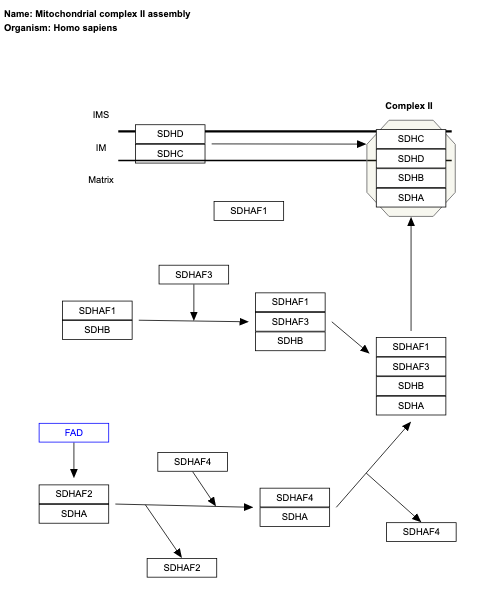 Name: Mitochondrial complex II assembly
Organism: Homo sapiens
Complex II
IMS
SDHD
SDHC
IM
SDHC
SDHD
Matrix
SDHB
SDHA
SDHAF1
SDHAF3
SDHAF1
SDHB
SDHAF1
SDHAF3
SDHB
SDHAF1
SDHAF3
SDHB
SDHA
FAD
SDHAF4
SDHAF2
SDHA
SDHAF4
SDHA
SDHAF4
SDHAF2